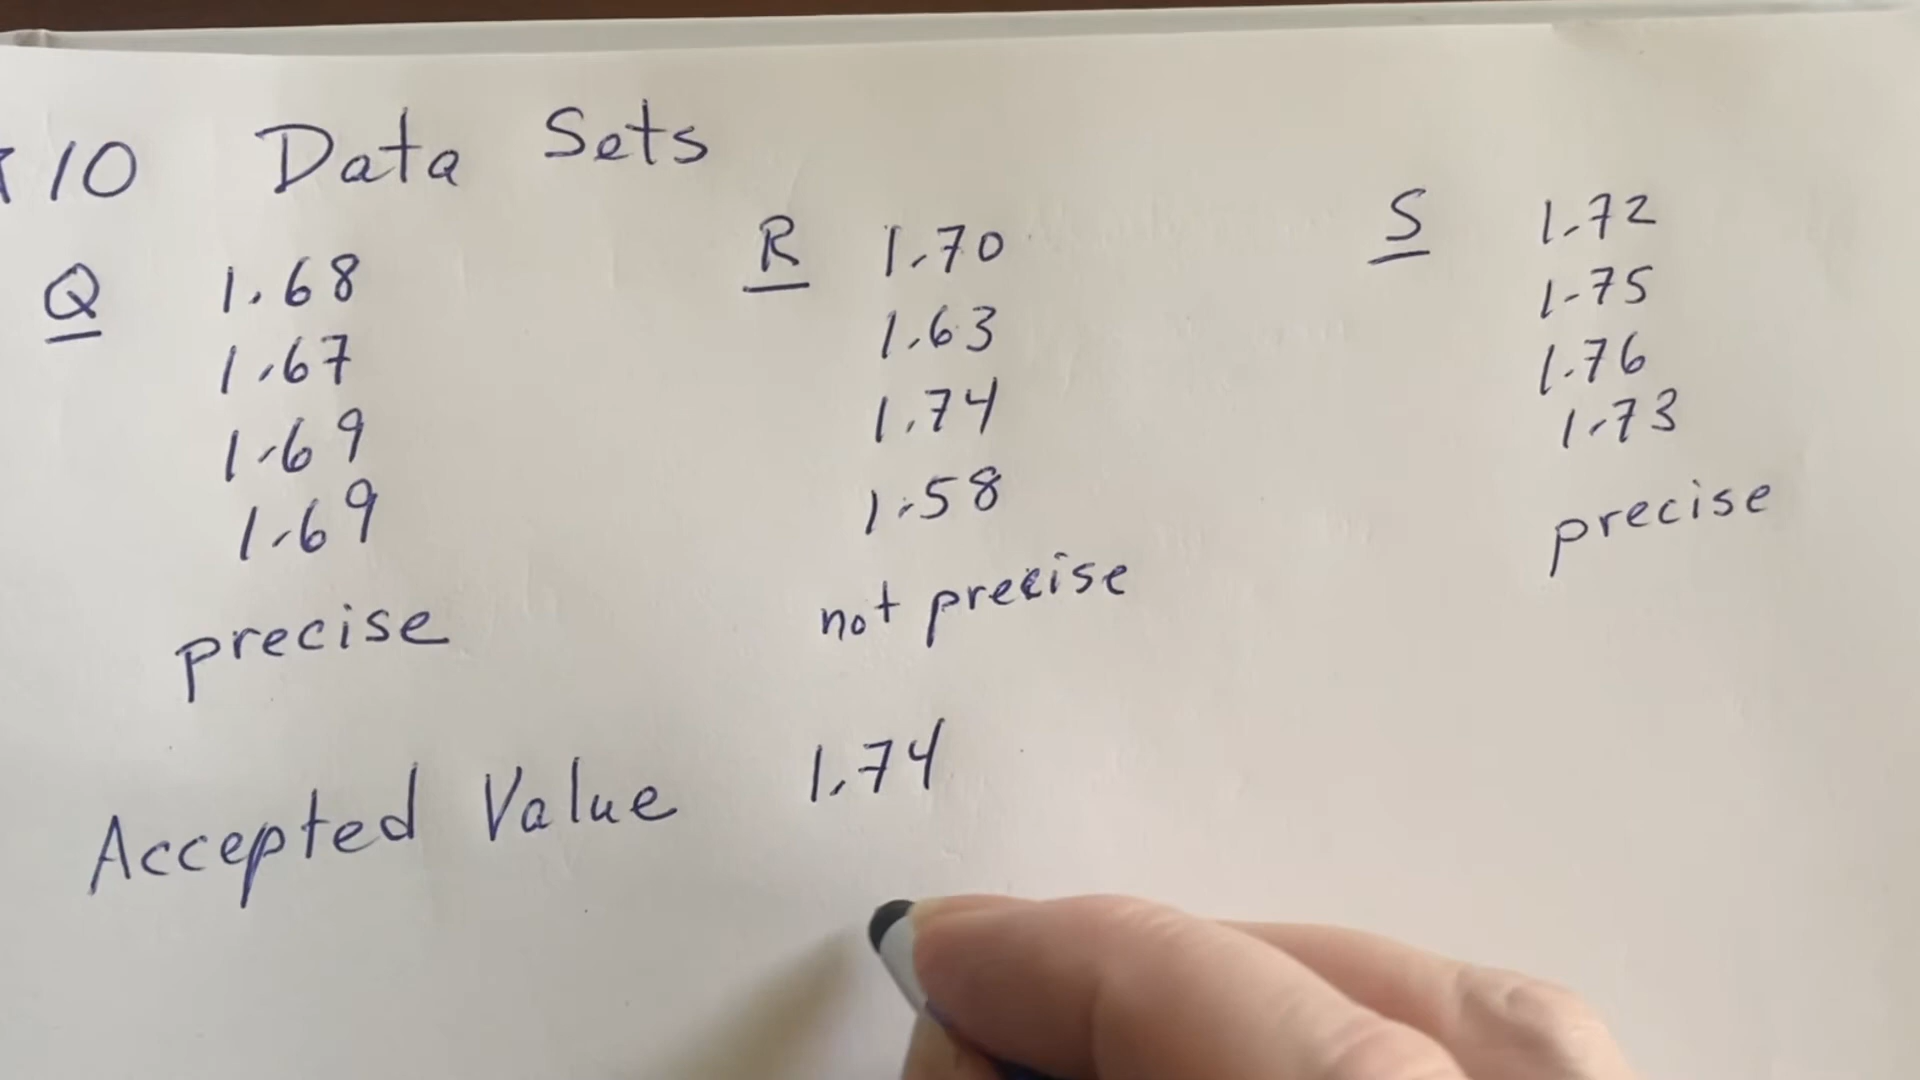 10 Data Sets
Q 1.68
1.67
1.69
1.69
precise
R 1.70
1.63
1.74
1.58
not precise
S 1.72
1.75
1.76
1.73
precise
Accepted Value 1.74